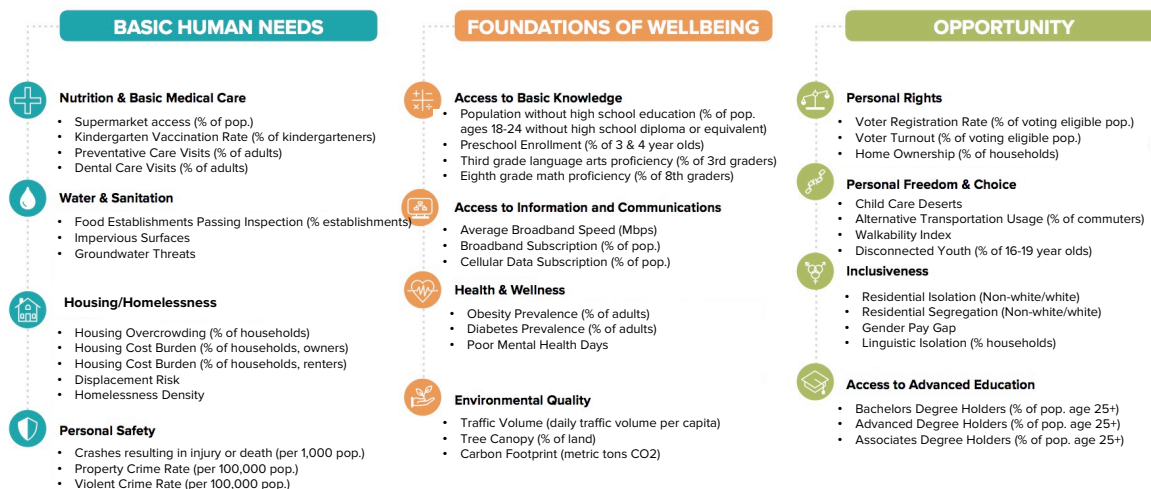 BASIC HUMAN NEEDS
Nutrition & Basic Medical Care
• Supermarket access (% of pop.)
• Kindergarten Vaccination Rate (% of kindergarteners)
• Preventative Care Visits (% of adults)
• Dental Care Visits (% of adults)
Water & Sanitation
• Food Establishments Passing Inspection (% establishments)
• Impervious Surfaces
• Groundwater Threats
Housing/Homelessness
• Housing Overcrowding (% of households)
• Housing Cost Burden (% of households, owners)
• Housing Cost Burden (% of households, renters)
• Displacement Risk
• Homelessness Density
Personal Safety
• Crashes resulting in injury or death (per 1,000 pop.)
• Property Crime Rate (per 100,000 pop.)
• Violent Crime Rate (per 100,000 pop.)
FOUNDATIONS OF WELLBEING
Access to Basic Knowledge
• Population without high school education (% of pop.
ages 18-24 without high school diploma or equivalent)
• Preschool Enrollment (% of 3 & 4 year olds)
• Third grade language arts proficiency (% of 3rd graders)
• Eighth grade math proficiency (% of 8th graders)
Access to Information and Communications
• Average Broadband Speed (Mbps)
• Broadband Subscription (% of pop.)
• Cellular Data Subscription (% of pop.)
Health & Wellness
• Obesity Prevalence (% of adults)
• Diabetes Prevalence (% of adults)
• Poor Mental Health Days
Environmental Quality
• Traffic Volume (daily traffic volume per capita)
• Tree Canopy (% of land)
• Carbon Footprint (metric tons CO2)
OPPORTUNITY
Personal Rights
• Voter Registration Rate (% of voting eligible pop.)
• Voter Turnout (% of voting eligible pop.)
• Home Ownership (% of households)
Personal Freedom & Choice
• Child Care Deserts
• Alternative Transportation Usage (% of commuters)
• Walkability Index
• Disconnected Youth (% of 16-19 year olds)
Inclusiveness
• Residential Isolation (Non-white/white)
• Residential Segregation (Non-white/white)
• Gender Pay Gap
• Linguistic Isolation (% households)
Access to Advanced Education
• Bachelors Degree Holders (% of pop. age 25+)
• Advanced Degree Holders (% of pop. age 25+)
• Associates Degree Holders (% of pop. age 25+)